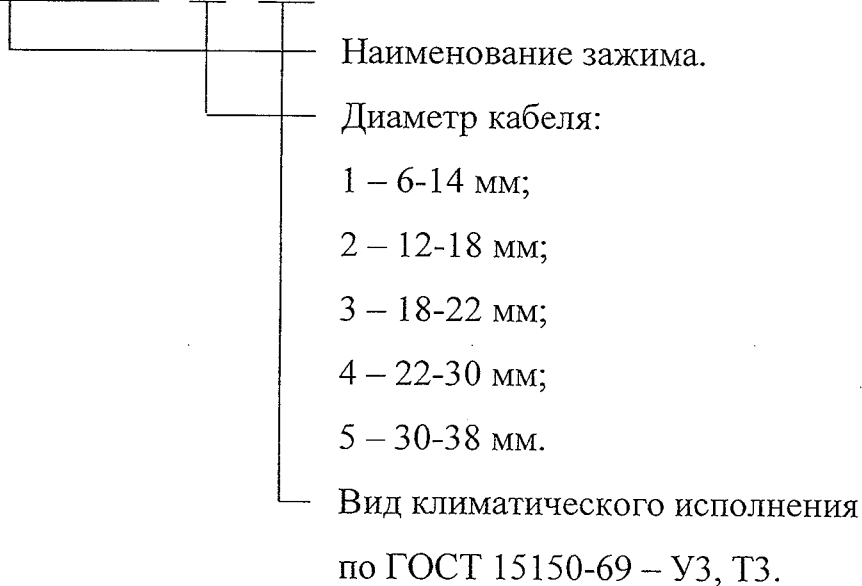 Наименование зажима.
Диаметр кабеля:
1 – 6-14 мм;
2 – 12-18 мм;
3 – 18-22 мм;
4 – 22-30 мм;
5 – 30-38 мм.
Вид климатического исполнения
по ГОСТ 15150-69 – У3, Т3.